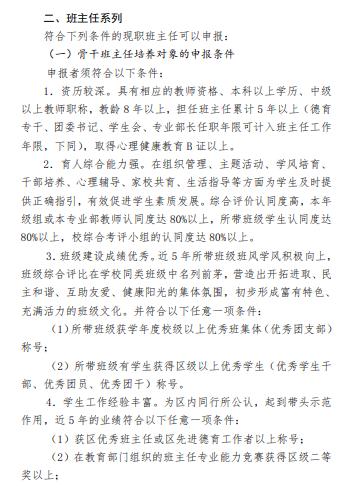 二、班主任系列
符合下列条件的现职班主任可以申报：
（一）骨干班主任培养对象的申报条件
申报者须符合以下条件：
1．资历较深。具有相应的教师资格、本科以上学历、中级
以上教师职称，教龄 8 年以上，担任班主任累计 5 年以上（德育
专干、团委书记、学生会、专业部长任职年限可计入班主任工作
年限，下同），取得心理健康教育 B 证以上。
2．育人综合能力强。在组织管理、主题活动、学风培育、
干部培养、心理辅导、家校共育、生活指导等方面为学生及时提
供正确指引，有效促进学生素质发展。综合评价认同度高，本年
级组或本专业部教师认同度达 80%以上，所带班级学生认同度达
80%以上，校综合考评小组的认同度达 80%以上。
3．班级建设成绩优秀。近 5 年所带班级班风学风积极向上，
班级综合评比在学校同类班级中名列前茅，营造出开拓进取、民
主和谐、互助友爱、健康阳光的集体氛围，初步形成富有特色、
充满活力的班级文化。并符合以下任意一项条件：
（1）所带班级获学年度校级以上优秀班集体（优秀团支部）
称号；
（2）所带班级有学生获得区级以上优秀学生（优秀学生干
部、优秀团员、优秀团干）称号。
4．学生工作经验丰富。为区内同行所公认，起到带头示范
作用，近 5 年的业绩符合以下任意一项条件：
（1）获区优秀班主任或区先进德育工作者以上称号；
（2）在教育部门组织的班主任专业能力竞赛获得区级二等
奖以上；